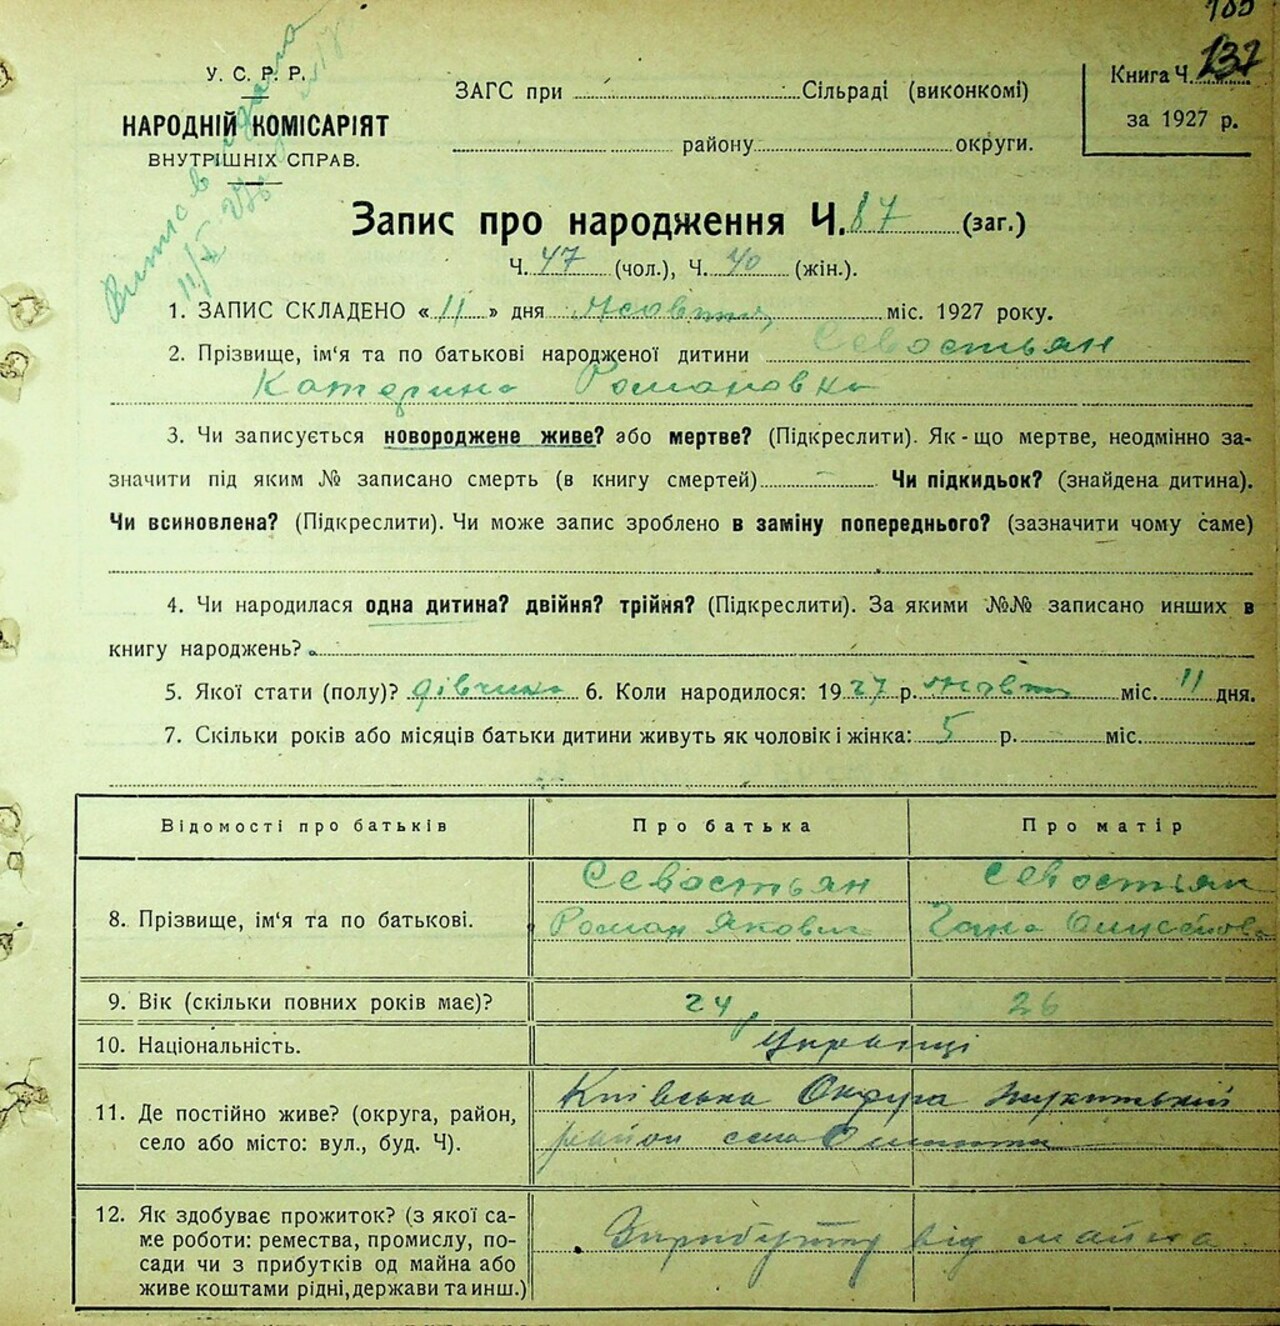 137
У. С. Р. Р.
НАРОДНІЙ КОМІСАРІЯТ
ВНУТРІШНІХ СПРАВ.
ЗАГС при Сільраді (виконкомі)
району округи.
Книга Ч.
за 1927 р.
Запис про народження Ч. 87 (заг.)
Ч. 47 (чол.), Ч. 40 (жін.).
1. ЗАПИС СКЛАДЕНО «11» дня Жовтня міс. 1927 року.
2. Прізвище, ім'я та по батькові народженої дитини Севостьян
Катерина Романовна
3. Чи записується новороджене живе? або мертве? (Підкреслити). Як-що мертве, неодмінно за-
значити під яким № записано смерть (в книгу смертей) — Чи підкидьок? (знайдена дитина).
Чи всиновлена? (Підкреслити). Чи може запис зроблено в заміну попереднього? (зазначити чому саме)
4. Чи народилася одна дитина? двійня? трійня? (Підкреслити). За якими №№ записано инших в
книгу народжень?
5. Якої стати (полу)? дівчина 6. Коли народилося: 1927 р. жовтн міс. 11 дня.
7. Скільки років або місяців батьки дитини живуть як чоловік і жінка: 5 р. міс.
Відомості про батьків Про батька Про матір
8. Прізвище, ім'я та по батькові.
Севостьян
Роман Якович
Севостьян
Гана
9. Вік (скільки повних років має)? 24 26
10. Національність. Українці
11. Де постійно живе? (округа, район,
село або місто: вул., буд. Ч).
Київська Округа
район село
12. Як здобуває прожиток? (з якої са-
ме роботи: ремества, промислу, по-
сади чи з прибутків од майна або
живе коштами рідні, держави та инш.)
від майна